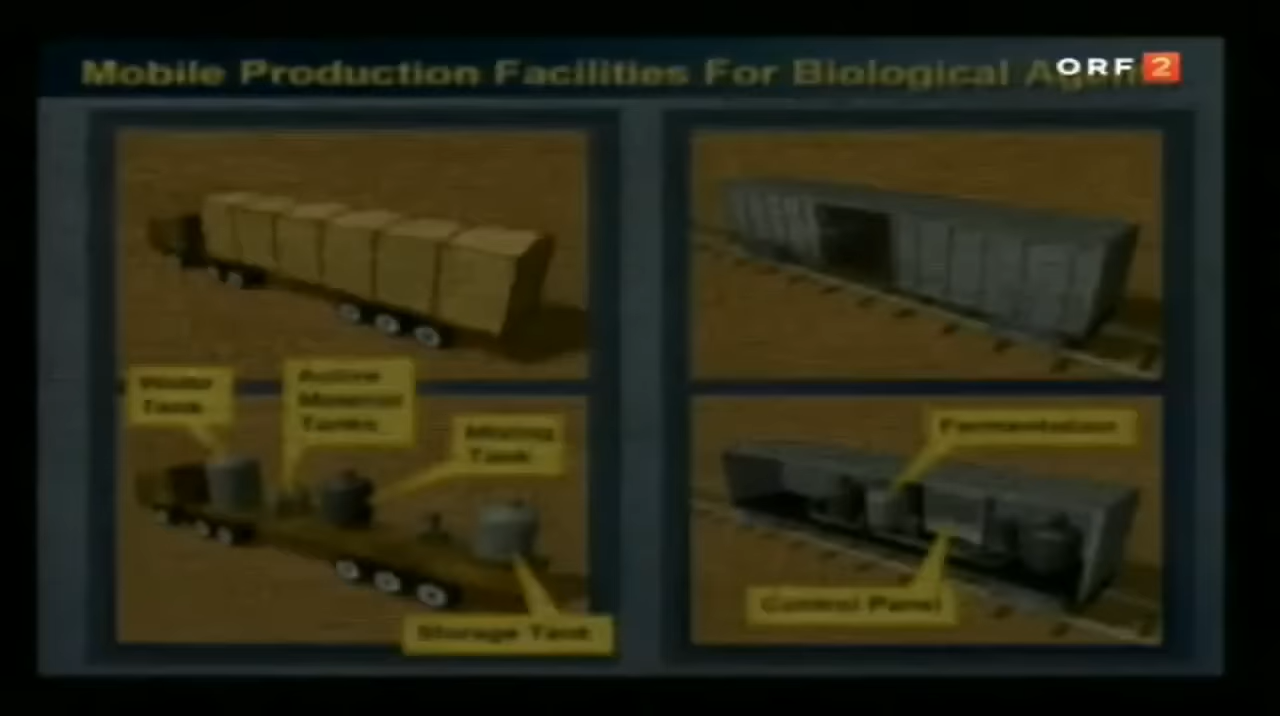 Mobile Production Facilities For Biological Agent
ORF 2
Water
Tank
Active
Material
Tanks
Mixing
Tank
Fermentation
Control Panel
Storage Tank